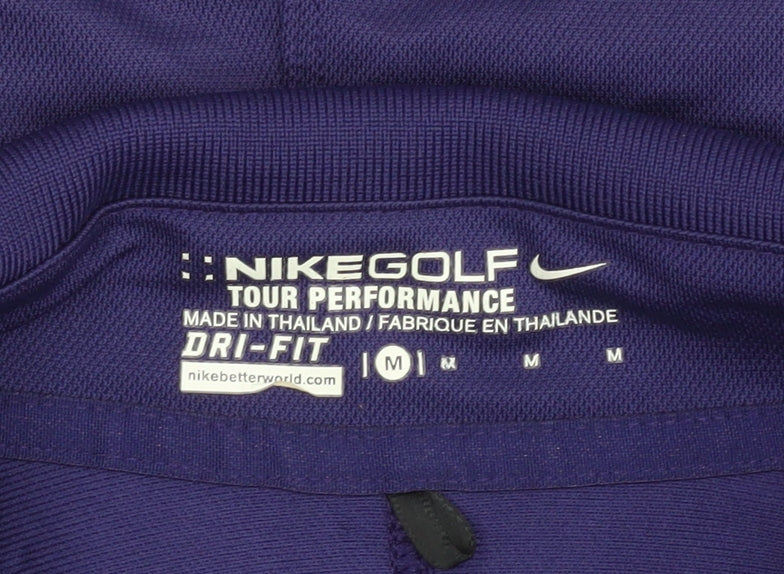 NIKEGOLF
TOUR PERFORMANCE
MADE IN THAILAND / FABRIQUE EN THAILANDE
DRI-FIT
| M | M M M
nikebetterworld.com